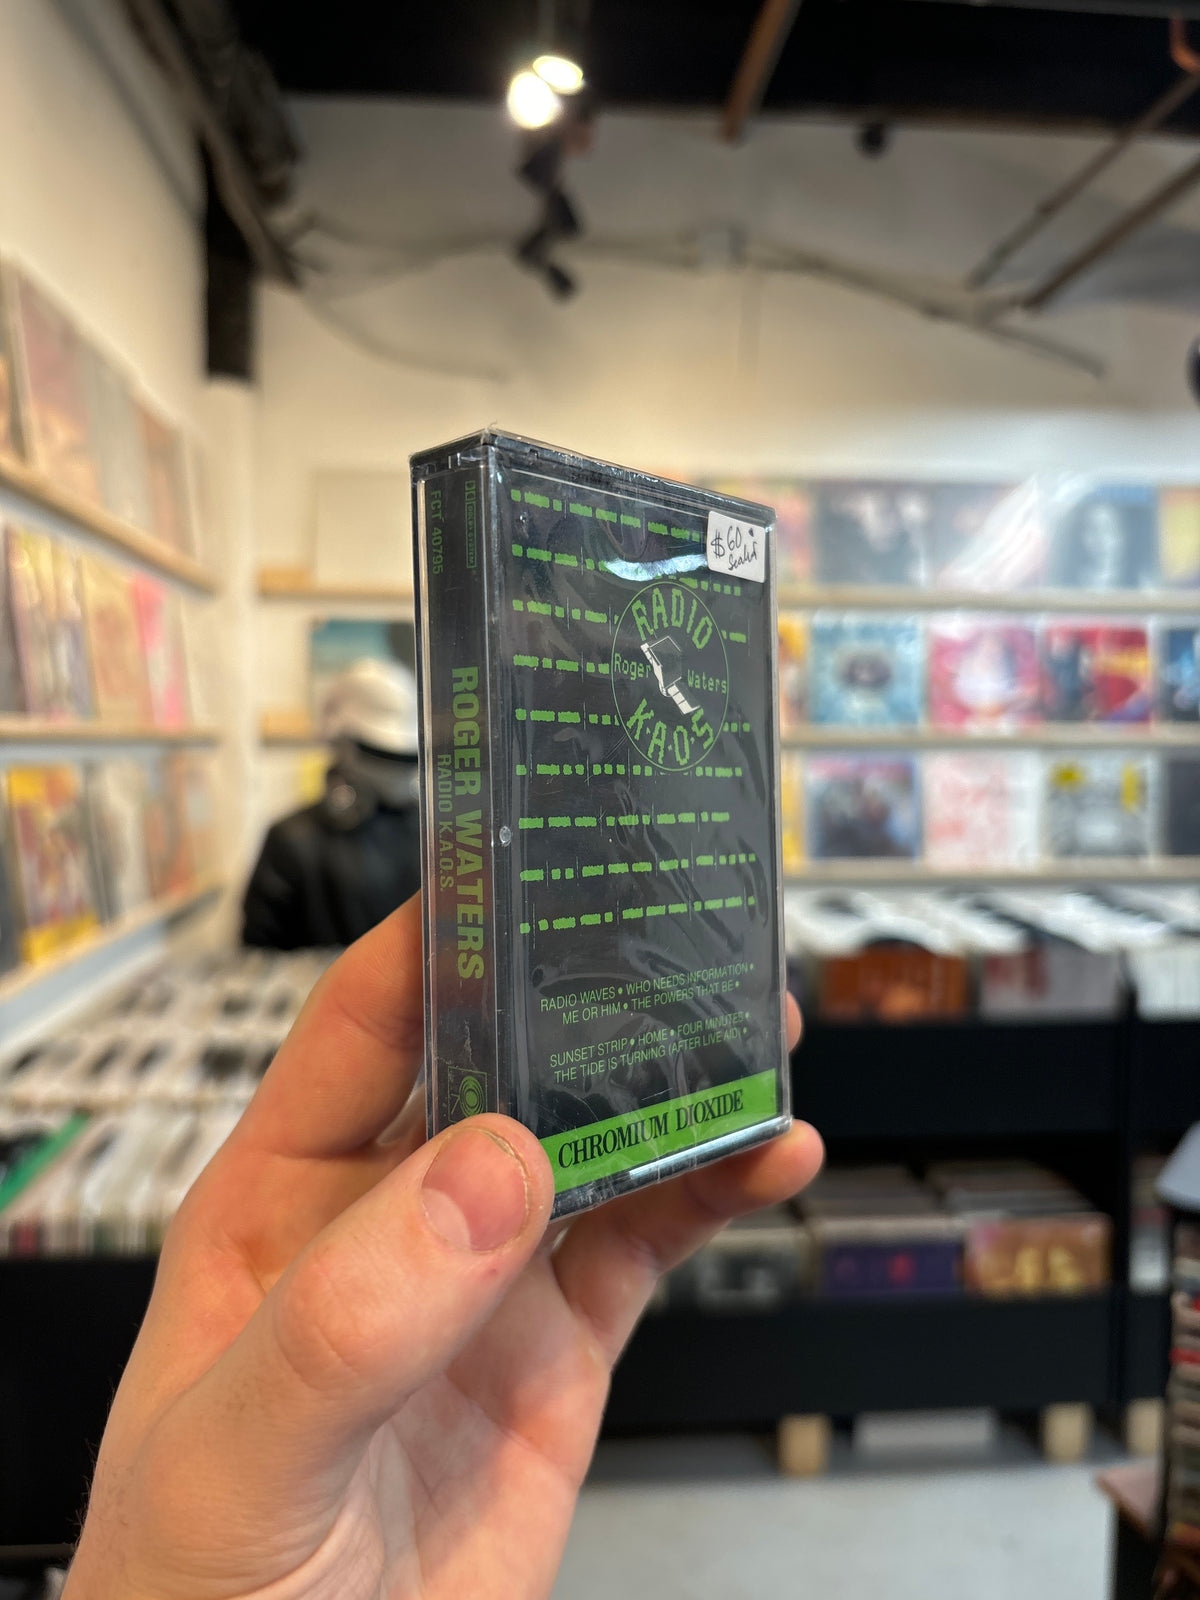 FCT 40795
ROGER WATERS
RADIO K.A.O.S.
$60
Sealed
RADIO
Roger Waters
K·A·O·S
RADIO WAVES • WHO NEEDS INFORMATION •
ME OR HIM • THE POWERS THAT BE •
SUNSET STRIP • HOME • FOUR MINUTES •
THE TIDE IS TURNING (AFTER LIVE AID) •
CHROMIUM DIOXIDE